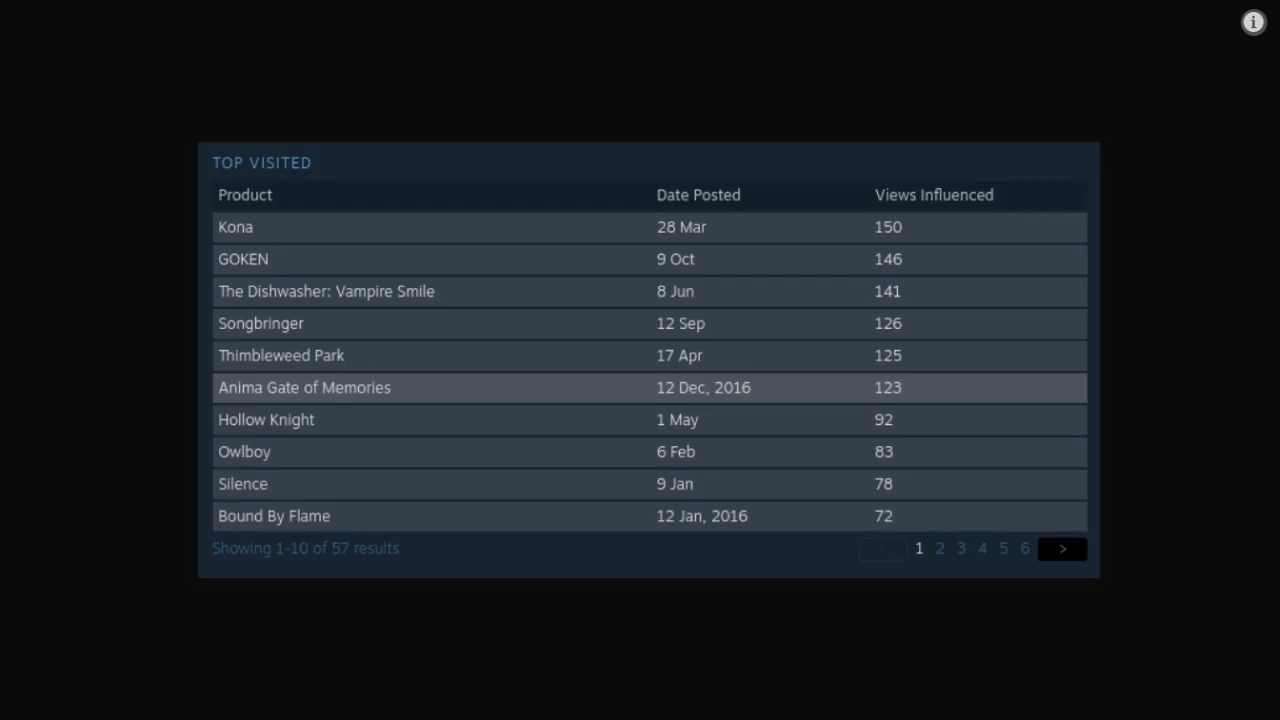 TOP VISITED
Product Date Posted Views Influenced
Kona 28 Mar 150
GOKEN 9 Oct 146
The Dishwasher: Vampire Smile 8 Jun 141
Songbringer 12 Sep 126
Thimbleweed Park 17 Apr 125
Anima Gate of Memories 12 Dec, 2016 123
Hollow Knight 1 May 92
Owlboy 6 Feb 83
Silence 9 Jan 78
Bound By Flame 12 Jan, 2016 72
Showing 1-10 of 57 results 1 2 3 4 5 6 >